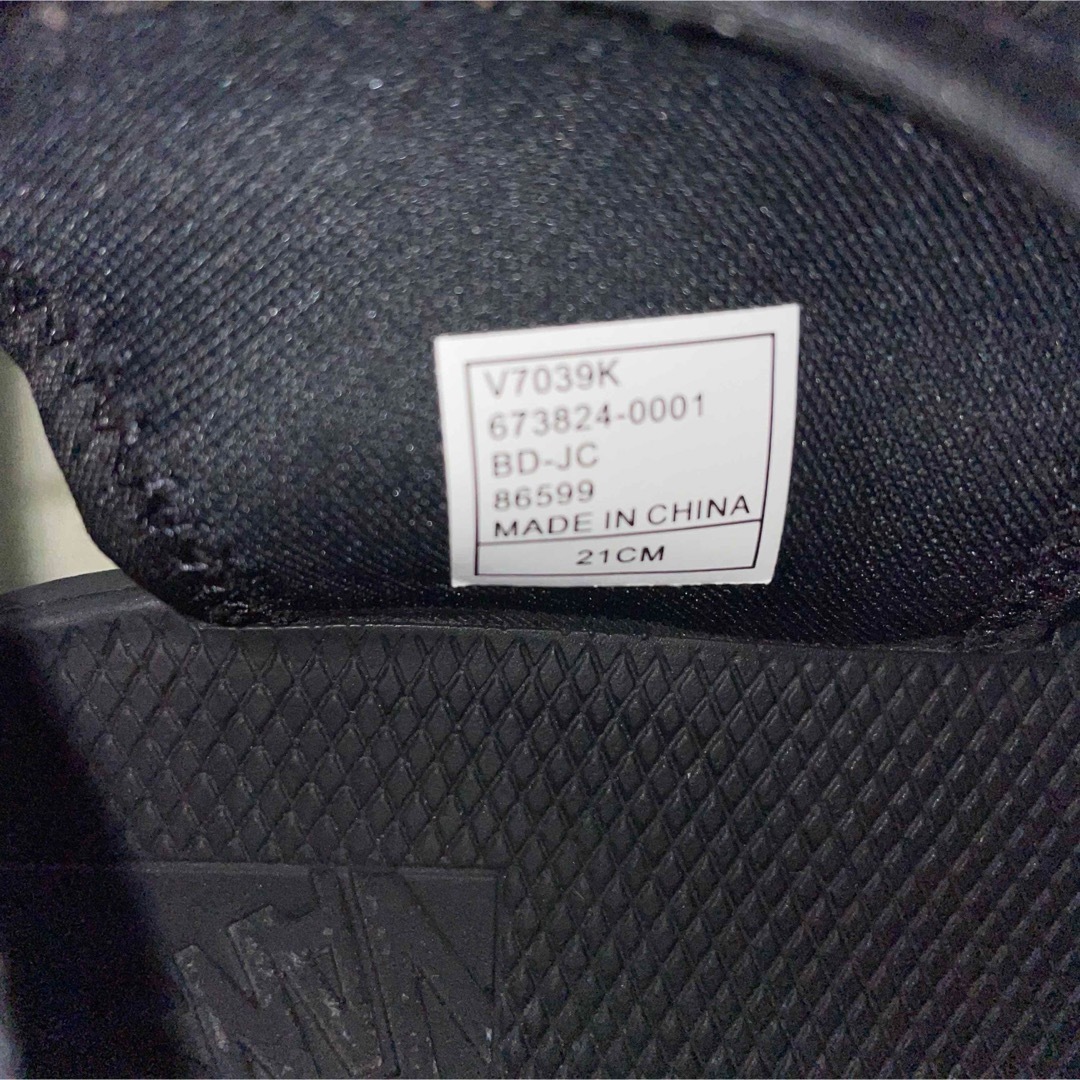 V7039K
673824-0001
BD-JC
86599
MADE IN CHINA
21CM